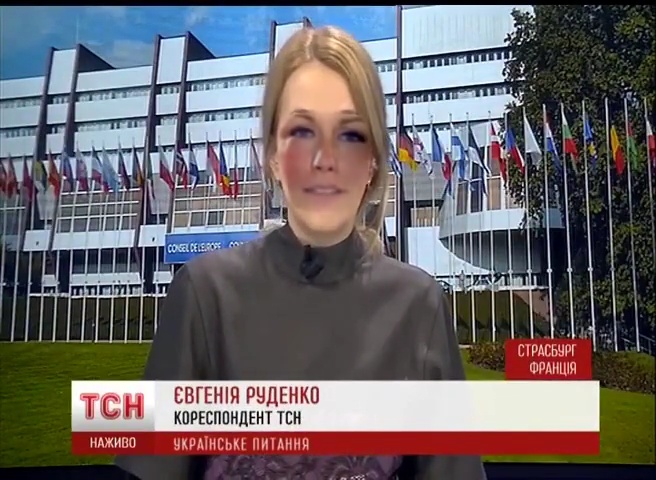 CONSEIL DE L'EUROPE
СТРАСБУРГ
ФРАНЦІЯ
ТСН
ЄВГЕНІЯ РУДЕНКО
КОРЕСПОНДЕНТ ТСН
НАЖИВО
УКРАЇНСЬКЕ ПИТАННЯ